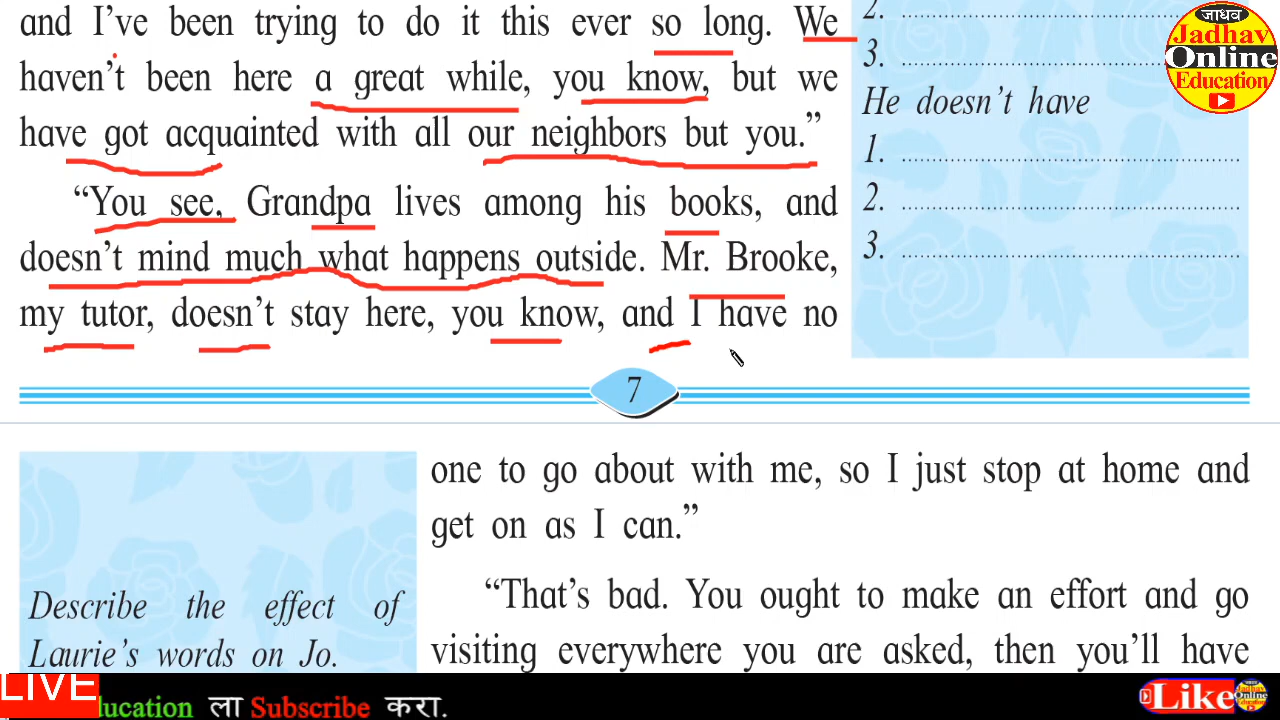 and I've been trying to do it this ever so long. We
haven't been here a great while, you know, but we
have got acquainted with all our neighbors but you."
"You see, Grandpa lives among his books, and
doesn't mind much what happens outside. Mr. Brooke,
my tutor, doesn't stay here, you know, and I have no
7
2. ..........
3. ..........
He doesn't have
1. ..........
2. ..........
3. ..........
जाधव
Jadhav
Online
Education
Describe the effect of
Laurie's words on Jo.
one to go about with me, so I just stop at home and
get on as I can."
"That's bad. You ought to make an effort and go
visiting everywhere you are asked, then you'll have
LIVE
ducation ला Subscribe करा.
Like